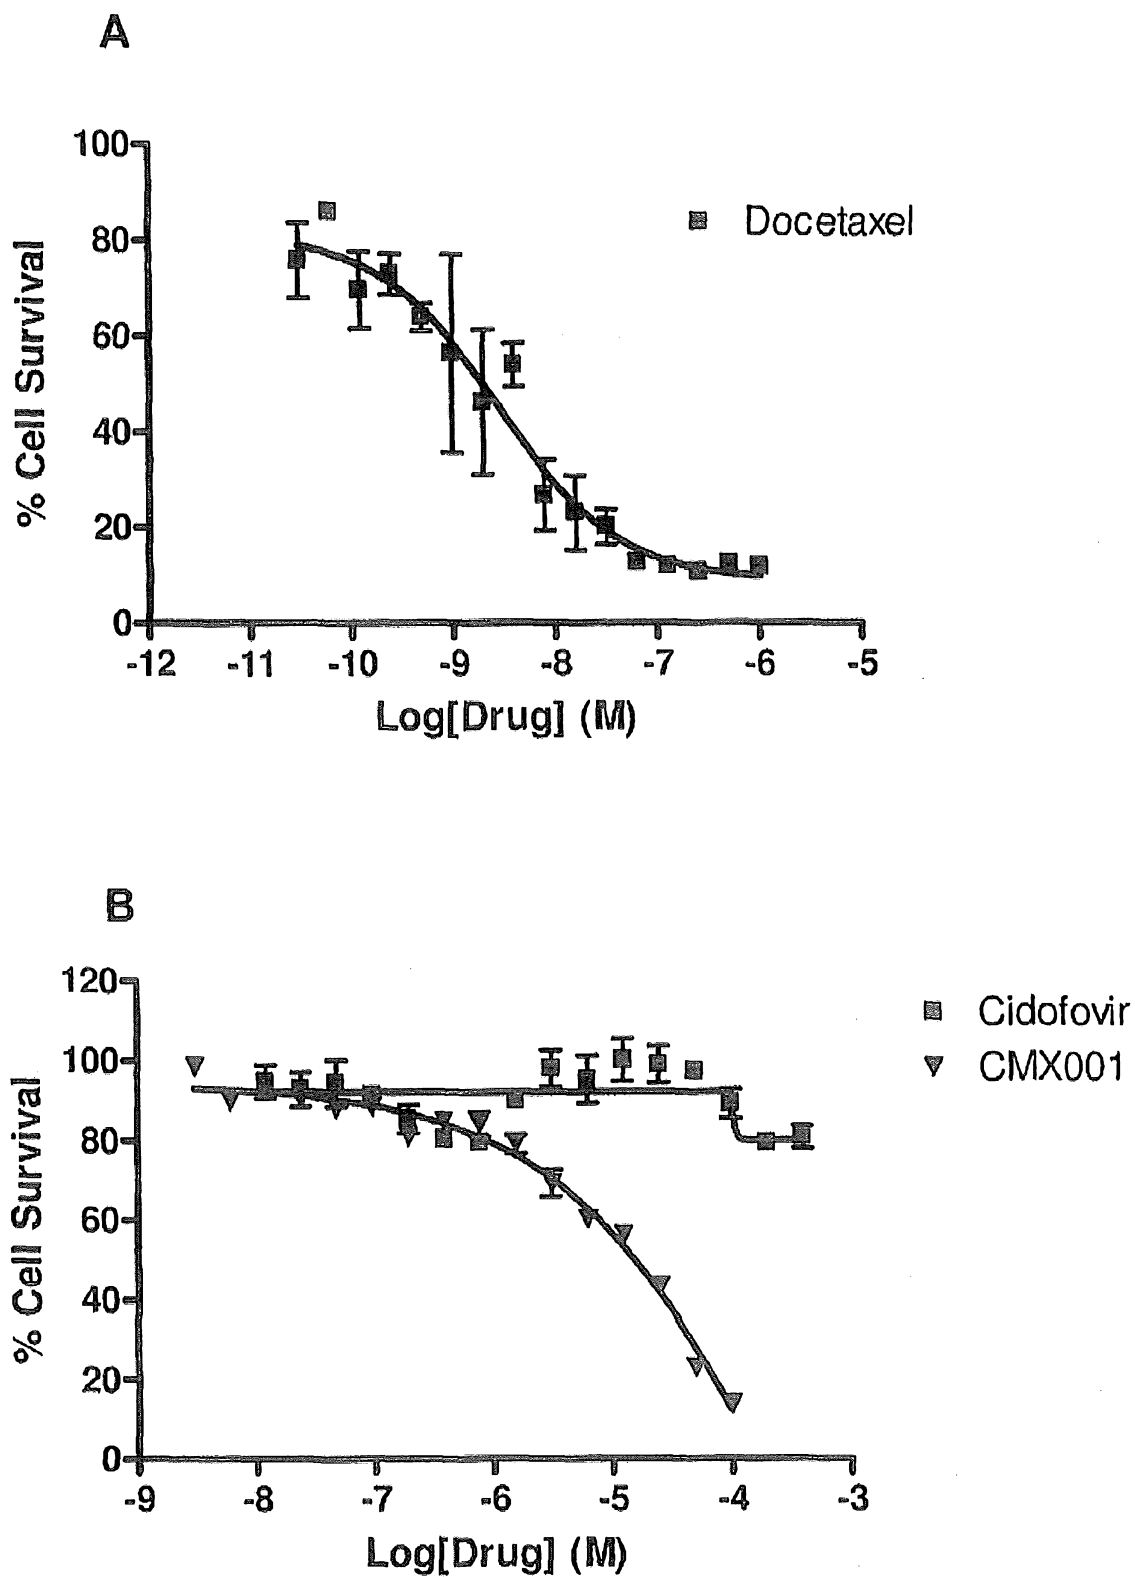 A
100
80
60
40
20
0
% Cell Survival
Docetaxel
-12 -11 -10 -9 -8 -7 -6 -5
Log[Drug] (M)
B
120
100
80
60
40
20
0
% Cell Survival
Cidofovir
CMX001
-9 -8 -7 -6 -5 -4 -3
Log[Drug] (M)